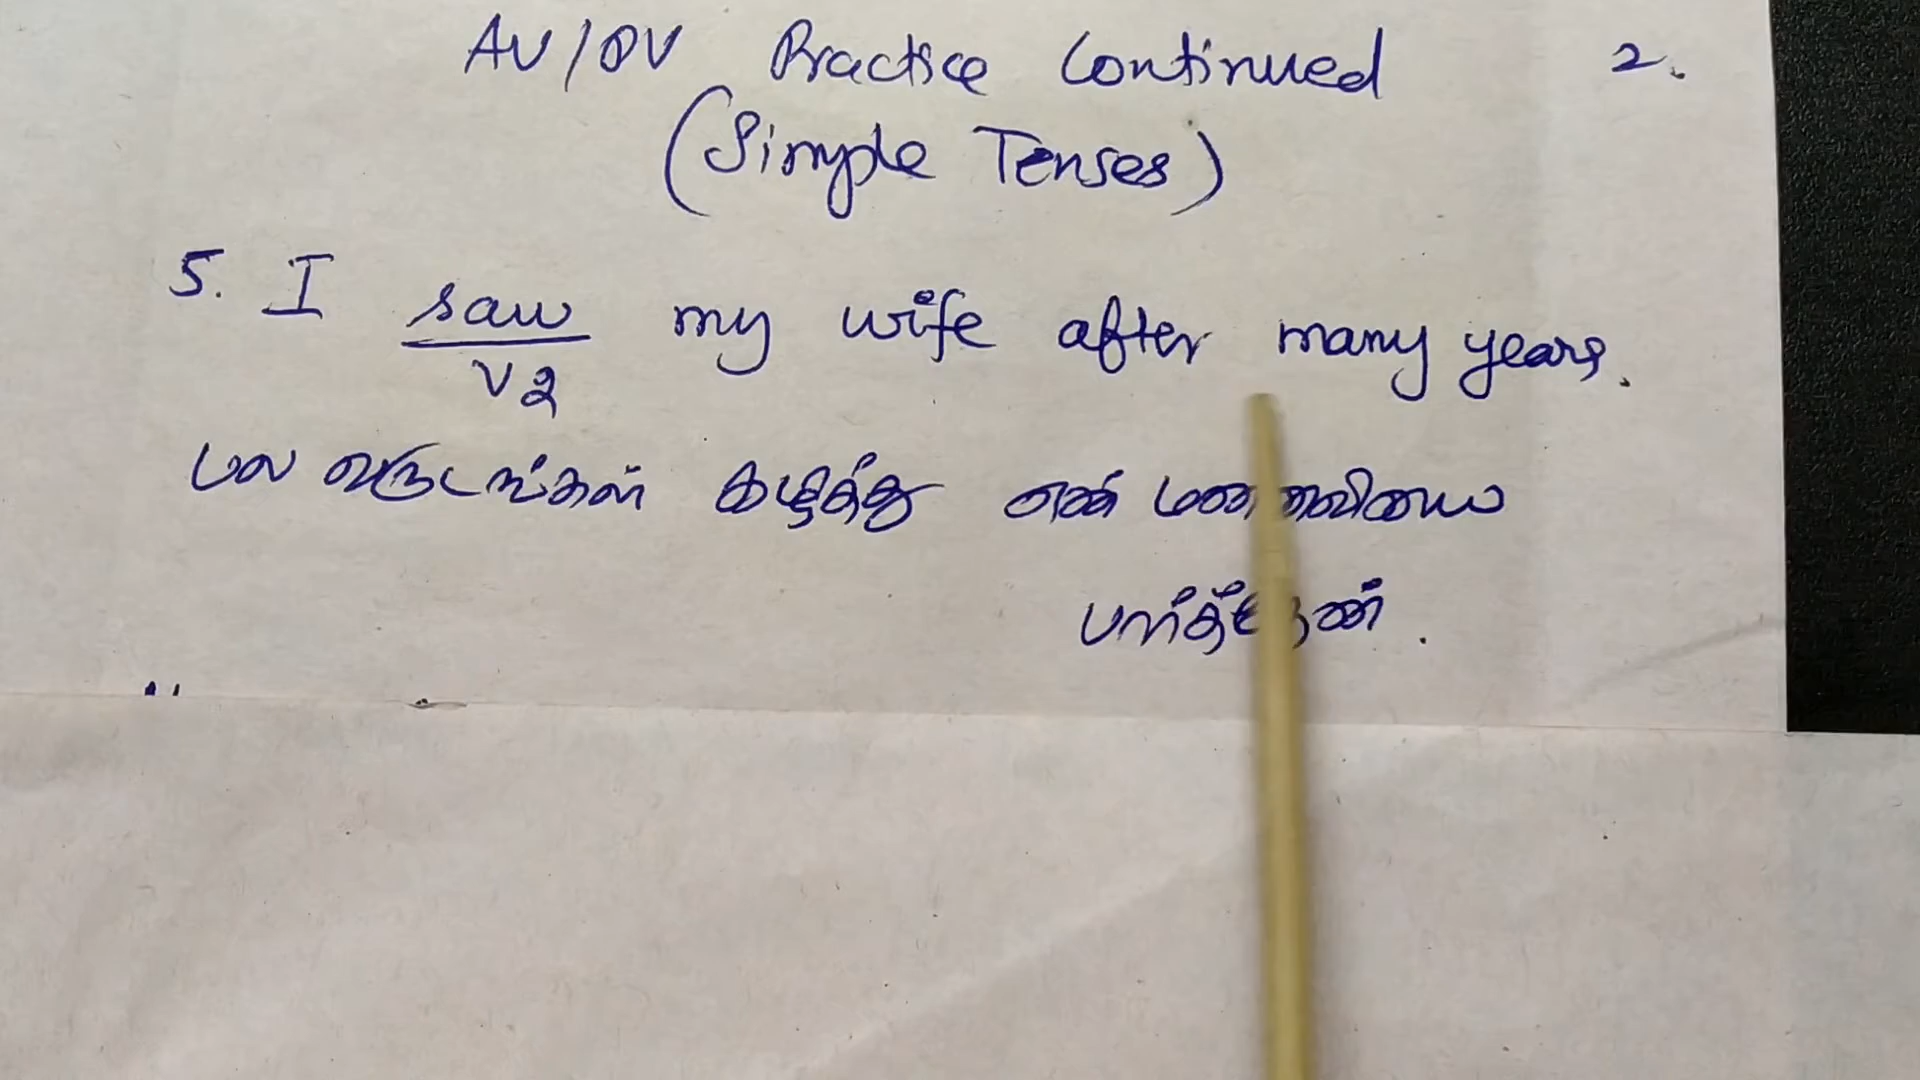 AV/PV Practice Continued 2.
(Simple Tenses)
5. I saw my wife after many years.
V2
பல வருடங்கள் கழித்து என் மனைவியை
பார்த்தேன்.